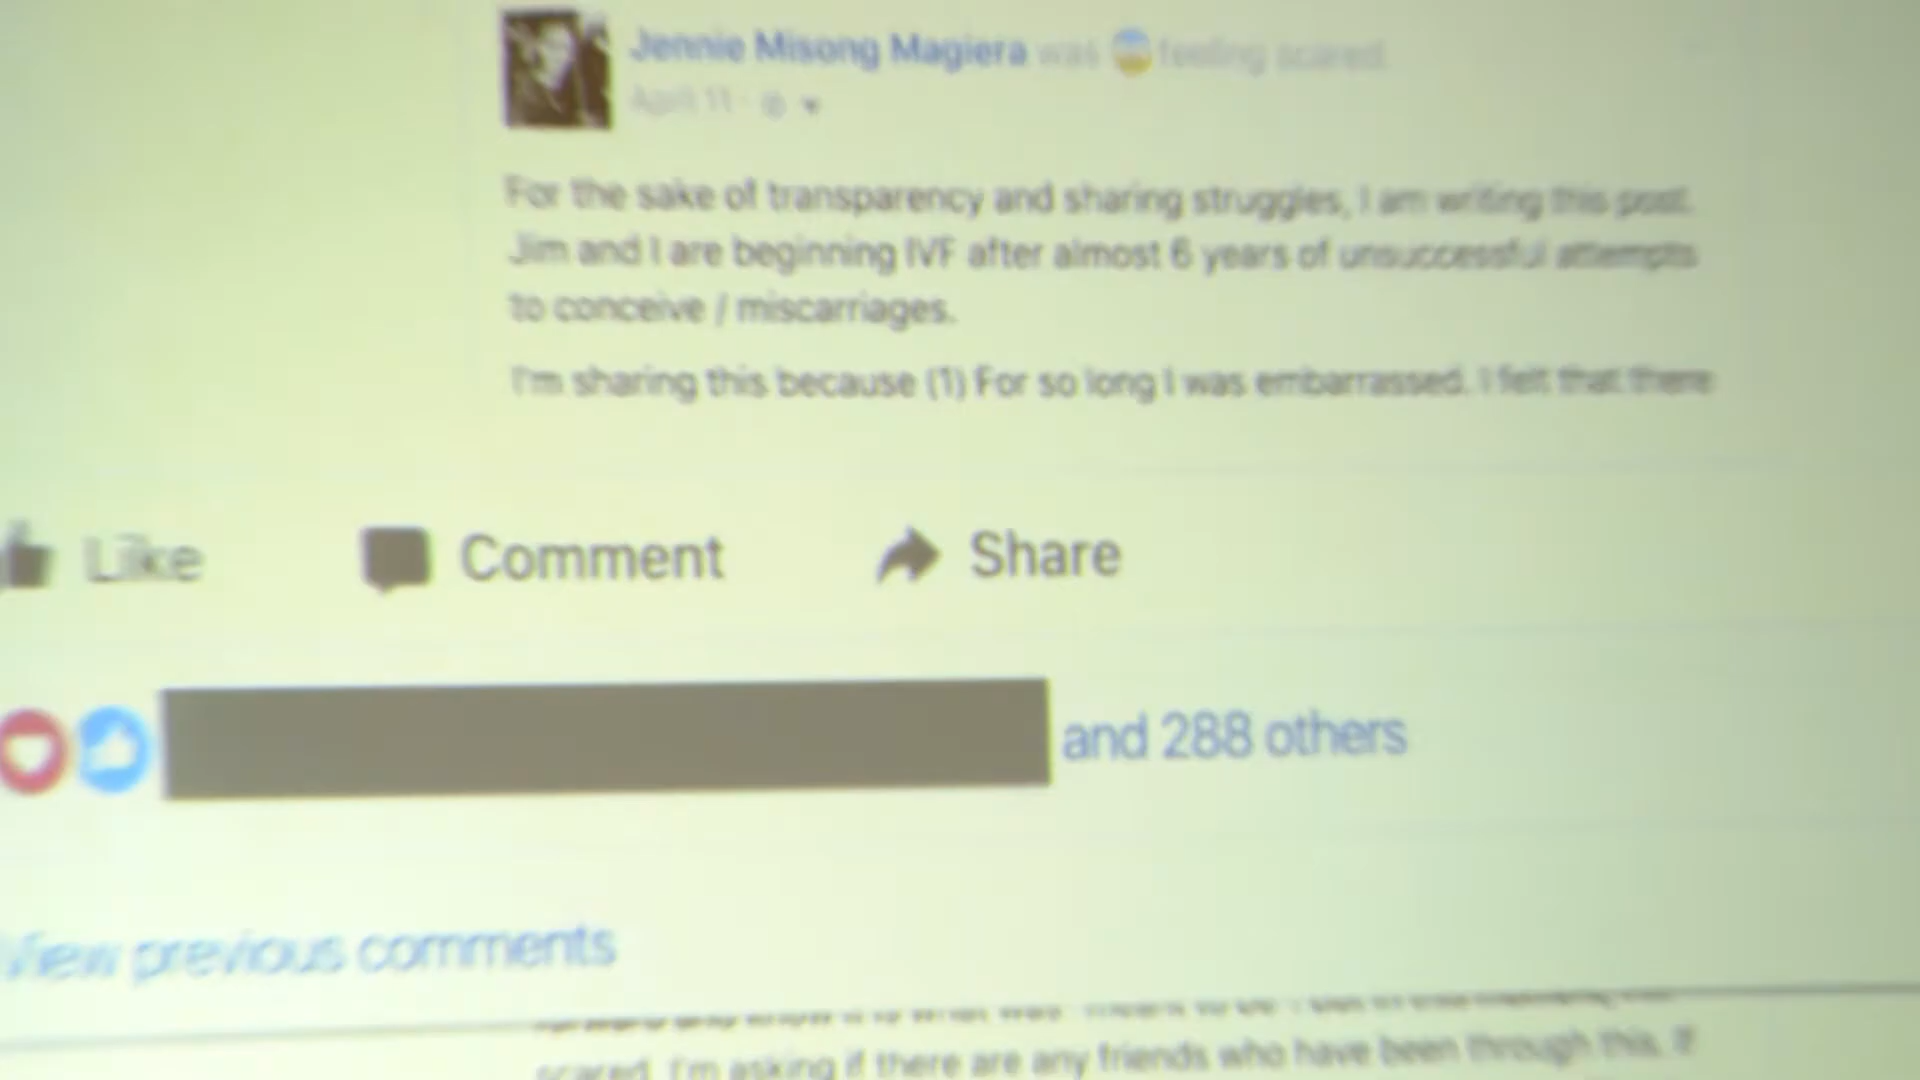 Jennie Misong Magiera was feeling scared.
April 11
For the sake of transparency and sharing struggles, I am writing this post.
Jim and I are beginning IVF after almost 6 years of unsuccessful attempts
to conceive / miscarriages.
I'm sharing this because (1) For so long I was embarrassed. I felt that there
Like Comment Share
and 288 others
View previous comments
scared. I'm asking if there are any friends who have been through this. If